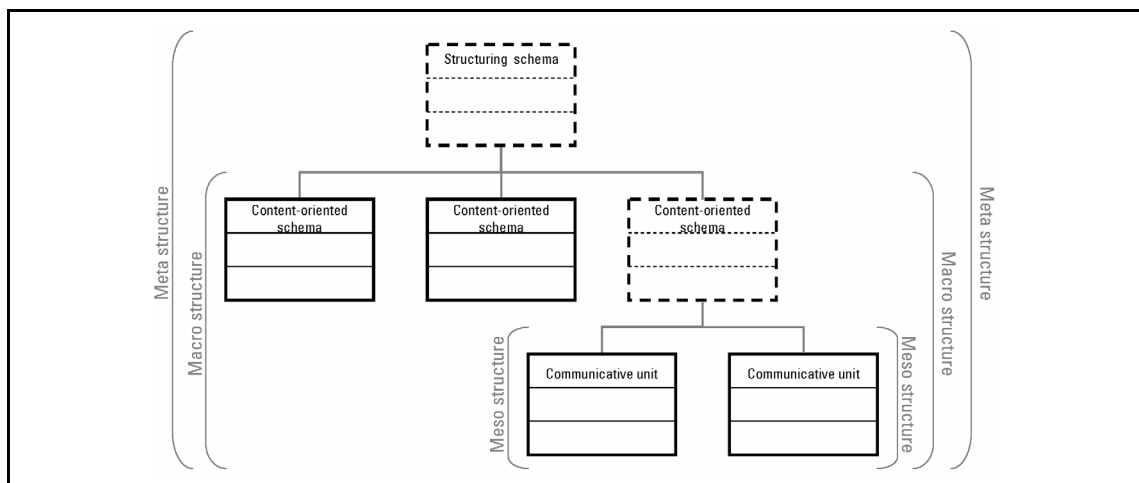 Structuring schema
Meta structure
Macro structure
Content-oriented
schema
Content-oriented
schema
Content-oriented
schema
Macro structure
Meta structure
Meso structure
Communicative unit
Communicative unit
Meso structure